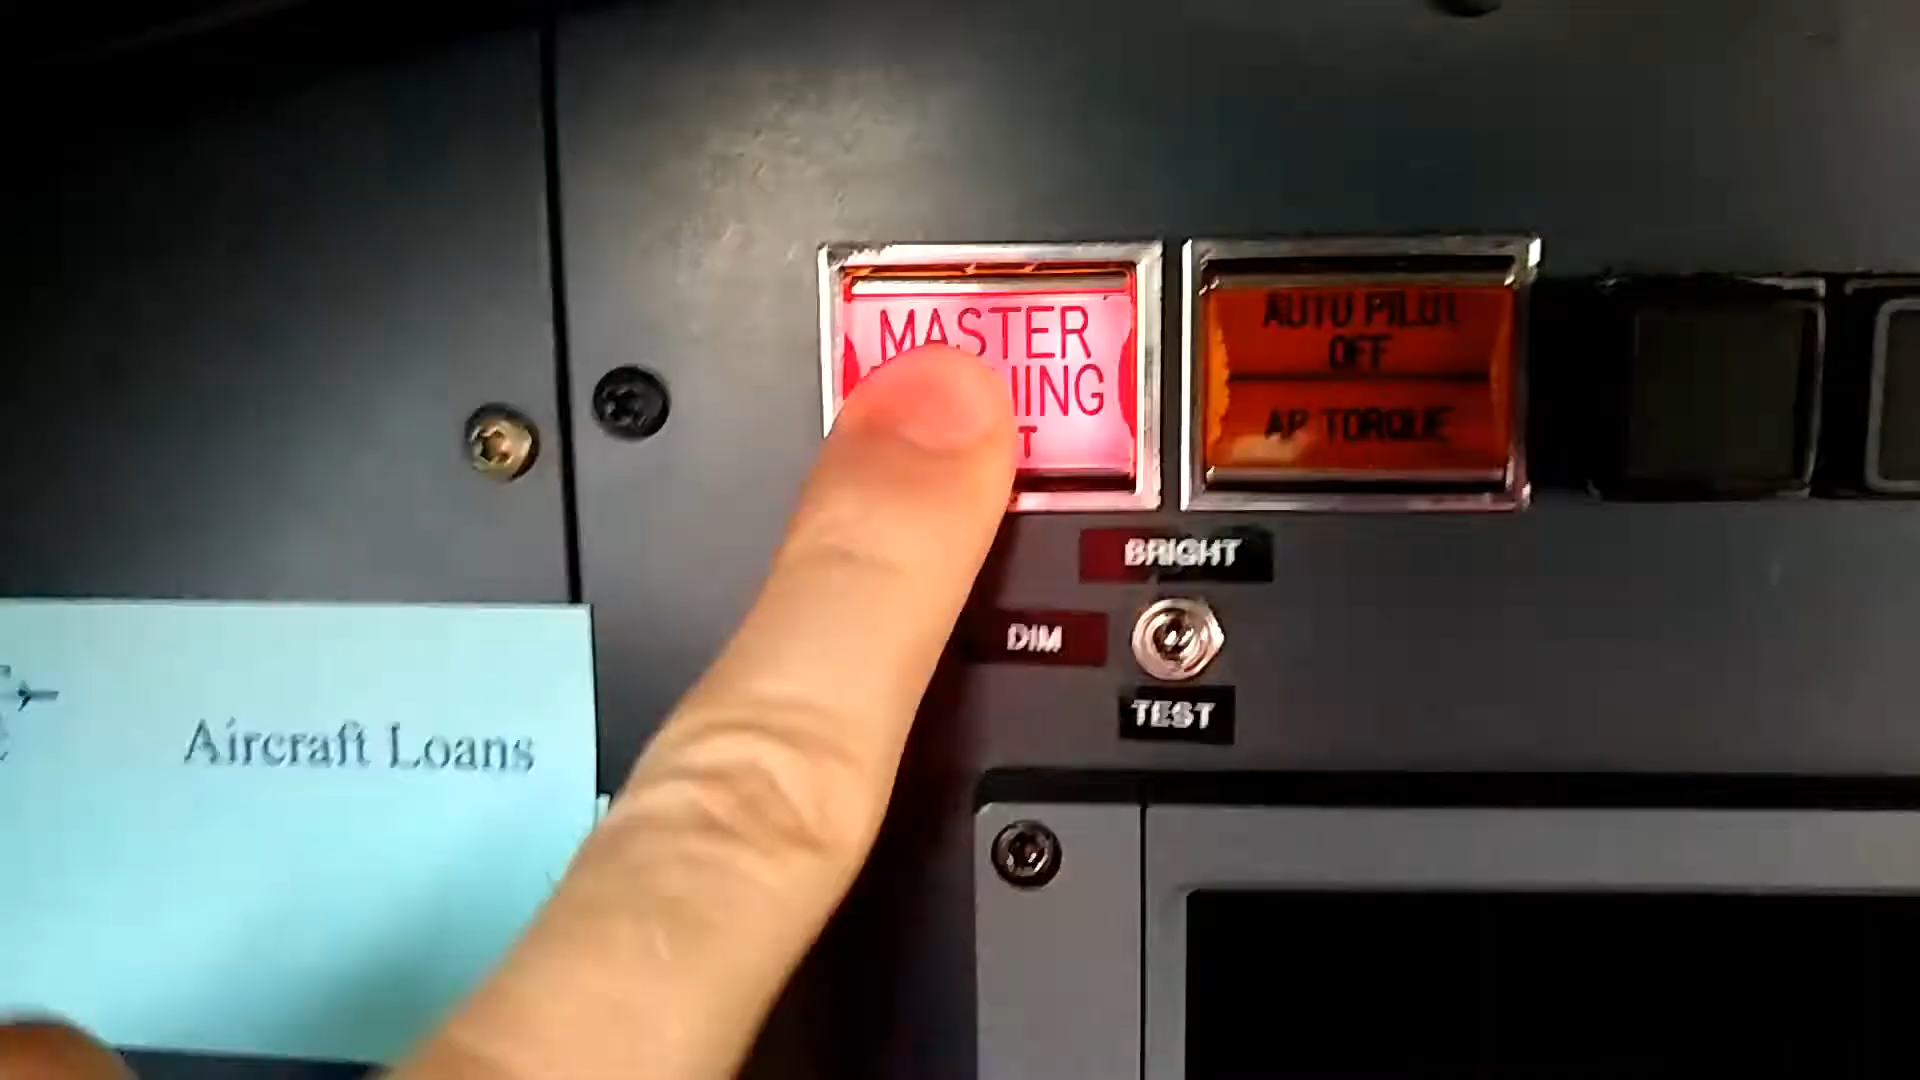 MASTER
AUTO PILOT
OFF
AP TORQUE
BRIGHT
DIM
TEST
Aircraft Loans